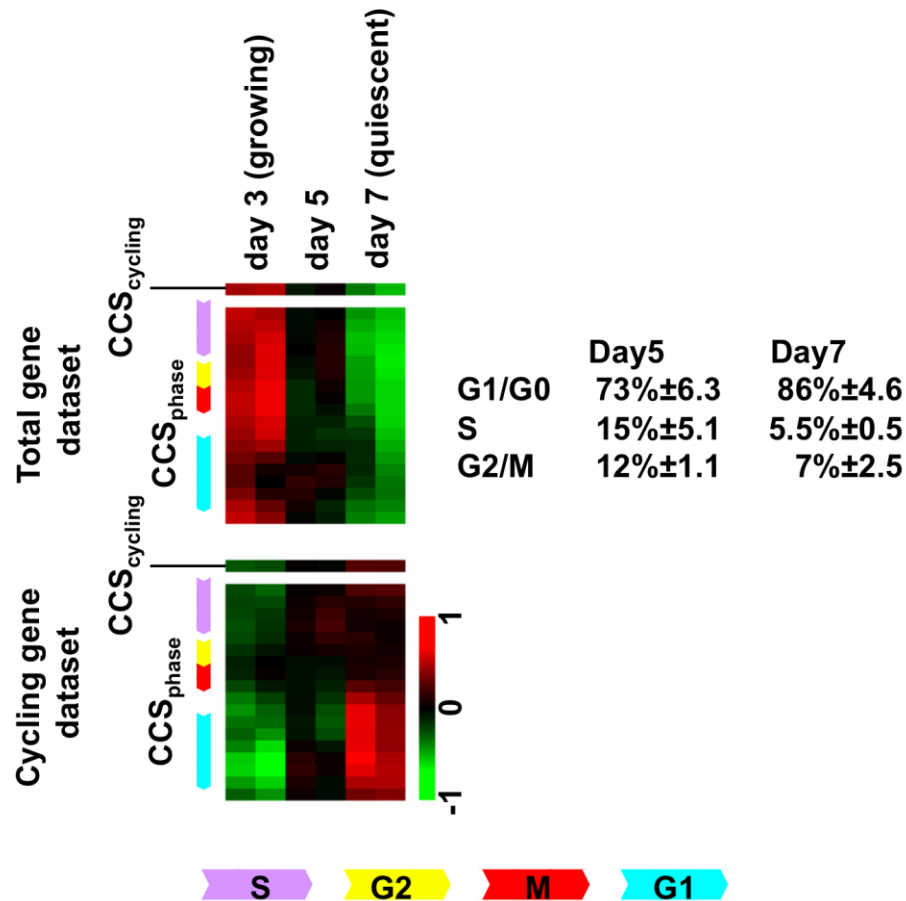 day 3 (growing)
day 5
day 7 (quiescent)
Total gene
dataset
CCScycling
CCSphase
Day5 Day7
G1/G0 73%±6.3 86%±4.6
S 15%±5.1 5.5%±0.5
G2/M 12%±1.1 7%±2.5
Cycling gene
dataset
CCScycling
CCSphase
1
0
-1
S G2 M G1